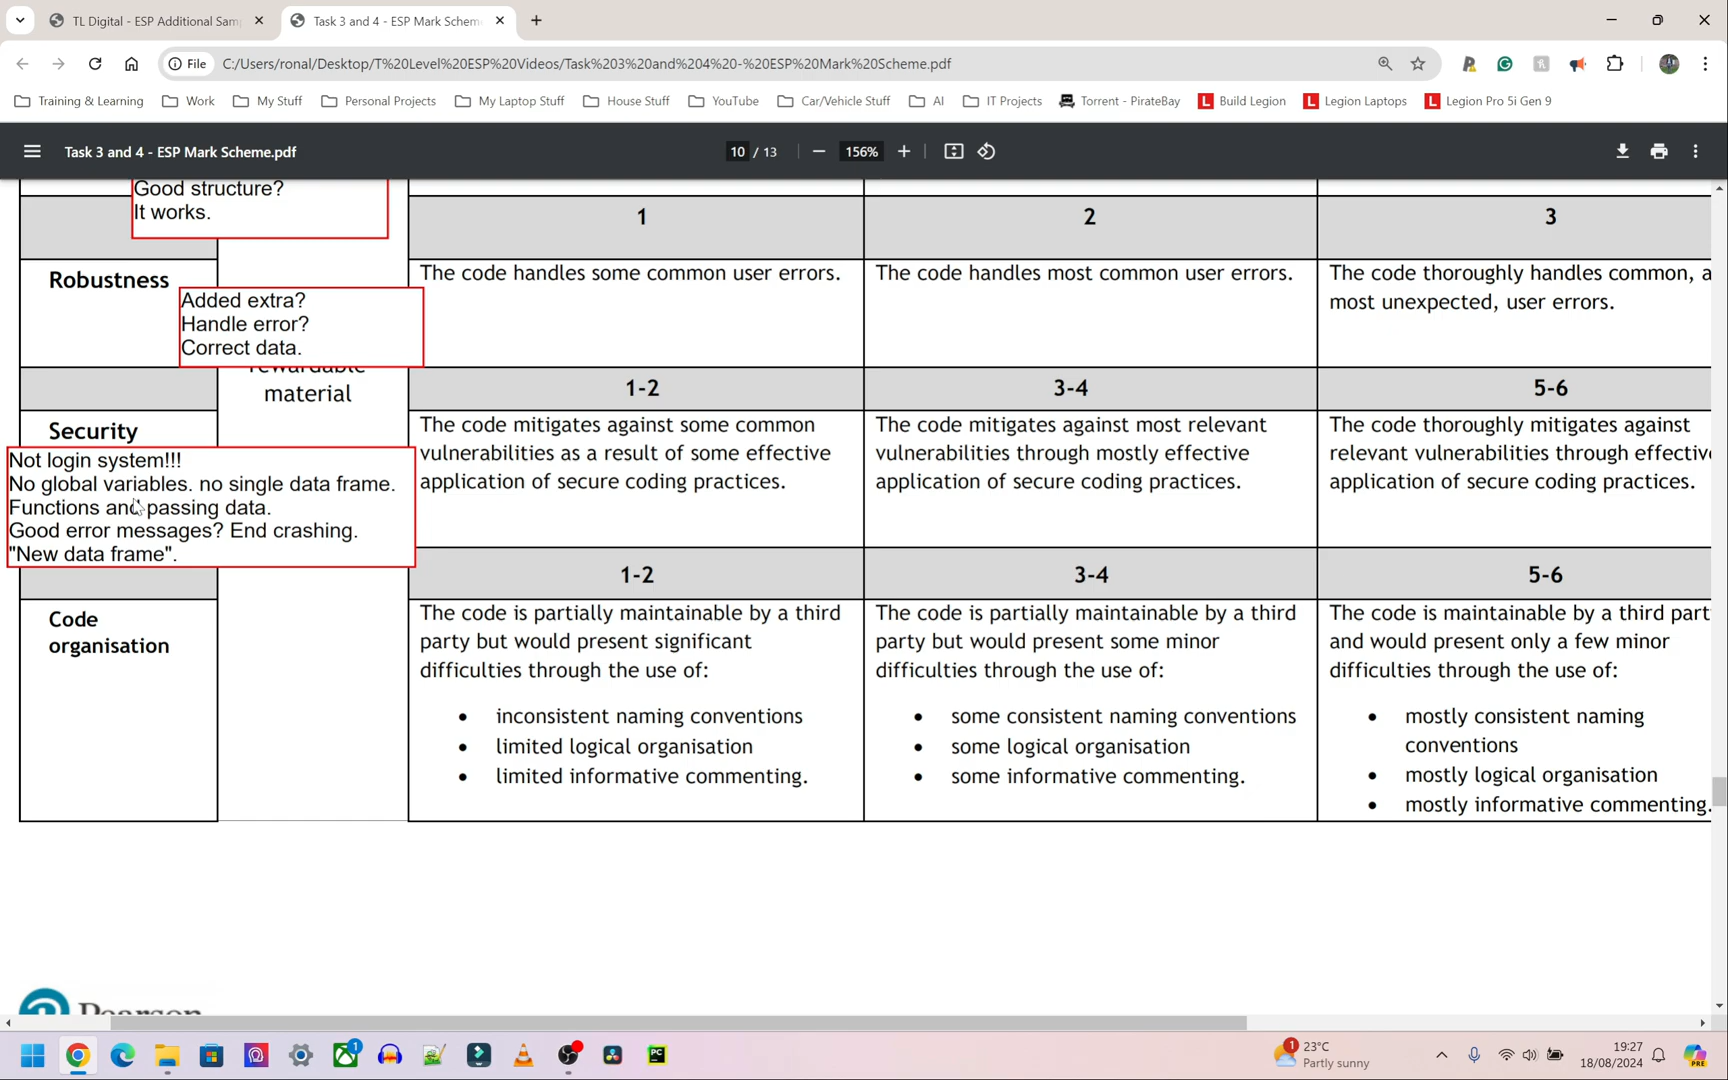 TL Digital - ESP Additional Sam
Task 3 and 4 - ESP Mark Schem
File
C:/Users/ronal/Desktop/T%20Level%20ESP%20Videos/Task%203%20and%204%20-%20ESP%20Mark%20Scheme.pdf
Training & Learning
Work
My Stuff
Personal Projects
My Laptop Stuff
House Stuff
YouTube
Car/Vehicle Stuff
AI
IT Projects
Torrent - PirateBay
Build Legion
Legion Laptops
Legion Pro 5i Gen 9
Task 3 and 4 - ESP Mark Scheme.pdf
10 / 13
156%
Good structure?
It works.
1
2
3
Robustness
Added extra?
Handle error?
Correct data.
The code handles some common user errors.
The code handles most common user errors.
The code thoroughly handles common, a
most unexpected, user errors.
rewardable
material
1-2
3-4
5-6
Security
Not login system!!!
No global variables. no single data frame.
Functions and passing data.
Good error messages? End crashing.
"New data frame".
The code mitigates against some common
vulnerabilities as a result of some effective
application of secure coding practices.
The code mitigates against most relevant
vulnerabilities through mostly effective
application of secure coding practices.
The code thoroughly mitigates against
relevant vulnerabilities through effectiv
application of secure coding practices.
1-2
3-4
5-6
Code
organisation
The code is partially maintainable by a third
party but would present significant
difficulties through the use of:
• inconsistent naming conventions
• limited logical organisation
• limited informative commenting.
The code is partially maintainable by a third
party but would present some minor
difficulties through the use of:
• some consistent naming conventions
• some logical organisation
• some informative commenting.
The code is maintainable by a third part
and would present only a few minor
difficulties through the use of:
• mostly consistent naming
conventions
• mostly logical organisation
• mostly informative commenting.
Pearson
1
1
23°C
Partly sunny
PC
19:27
18/08/2024
PRE